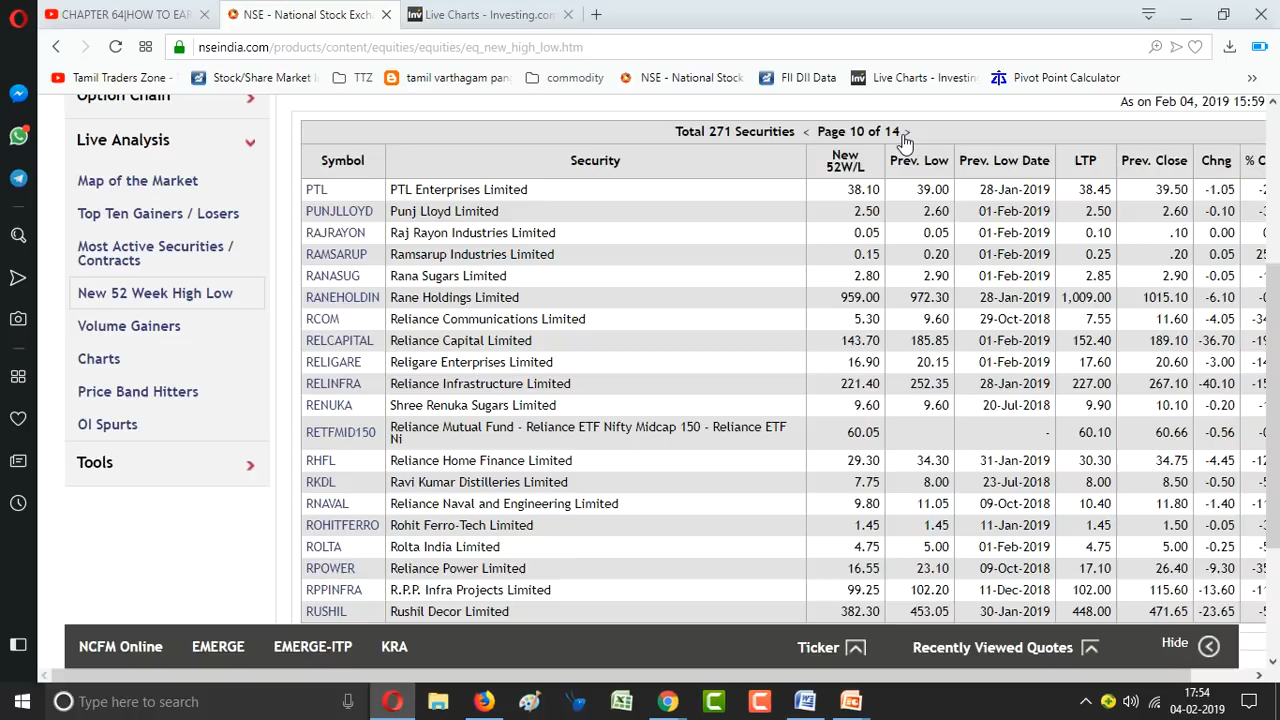 CHAPTER 64|HOW TO EAR
NSE - National Stock Exch
Live Charts - Investing.com
nseindia.com/products/content/equities/equities/eq_new_high_low.htm
Tamil Traders Zone - Stock/Share Market TTZ tamil varthagam pan commodity NSE - National Stock FII DII Data Live Charts - Investin Pivot Point Calculator
Option Chain
Live Analysis
Map of the Market
Top Ten Gainers / Losers
Most Active Securities /
Contracts
New 52 Week High Low
Volume Gainers
Charts
Price Band Hitters
OI Spurts
Tools
As on Feb 04, 2019 15:59
Total 271 Securities < Page 10 of 14 >
Symbol Security New 52W/L Prev. Low Prev. Low Date LTP Prev. Close Chng % C
PTL PTL Enterprises Limited 38.10 39.00 28-Jan-2019 38.45 39.50 -1.05 -2
PUNJLLOYD Punj Lloyd Limited 2.50 2.60 01-Feb-2019 2.50 2.60 -0.10 -3
RAJRAYON Raj Rayon Industries Limited 0.05 0.05 01-Feb-2019 0.10 .10 0.00 0
RAMSARUP Ramsarup Industries Limited 0.15 0.20 01-Feb-2019 0.25 .20 0.05 25
RANASUG Rana Sugars Limited 2.80 2.90 01-Feb-2019 2.85 2.90 -0.05 -1
RANEHOLDIN Rane Holdings Limited 959.00 972.30 28-Jan-2019 1,009.00 1015.10 -6.10 -0
RCOM Reliance Communications Limited 5.30 9.60 29-Oct-2018 7.55 11.60 -4.05 -34
RELCAPITAL Reliance Capital Limited 143.70 185.85 01-Feb-2019 152.40 189.10 -36.70 -19
RELIGARE Religare Enterprises Limited 16.90 20.15 01-Feb-2019 17.60 20.60 -3.00 -14
RELINFRA Reliance Infrastructure Limited 221.40 252.35 28-Jan-2019 227.00 267.10 -40.10 -15
RENUKA Shree Renuka Sugars Limited 9.60 9.60 20-Jul-2018 9.90 10.10 -0.20 -1
RETFMID150 Reliance Mutual Fund - Reliance ETF Nifty Midcap 150 - Reliance ETF
Ni 60.05 - 60.10 60.66 -0.56 -0
RHFL Reliance Home Finance Limited 29.30 34.30 31-Jan-2019 30.30 34.75 -4.45 -12
RKDL Ravi Kumar Distilleries Limited 7.75 8.00 23-Jul-2018 8.00 8.50 -0.50 -5
RNAVAL Reliance Naval and Engineering Limited 9.80 11.05 09-Oct-2018 10.40 11.80 -1.40 -11
ROHITFERRO Rohit Ferro-Tech Limited 1.45 1.45 11-Jan-2019 1.45 1.50 -0.05 -3
ROLTA Rolta India Limited 4.75 5.00 01-Feb-2019 4.75 5.00 -0.25 -5
RPOWER Reliance Power Limited 16.55 23.10 09-Oct-2018 17.10 26.40 -9.30 -35
RPPINFRA R.P.P. Infra Projects Limited 99.25 102.20 11-Dec-2018 102.00 115.60 -13.60 -11
RUSHIL Rushil Decor Limited 382.30 453.05 30-Jan-2019 448.00 471.65 -23.65 -5
NCFM Online EMERGE EMERGE-ITP KRA Ticker Recently Viewed Quotes Hide
Type here to search
17:54
04-02-2019